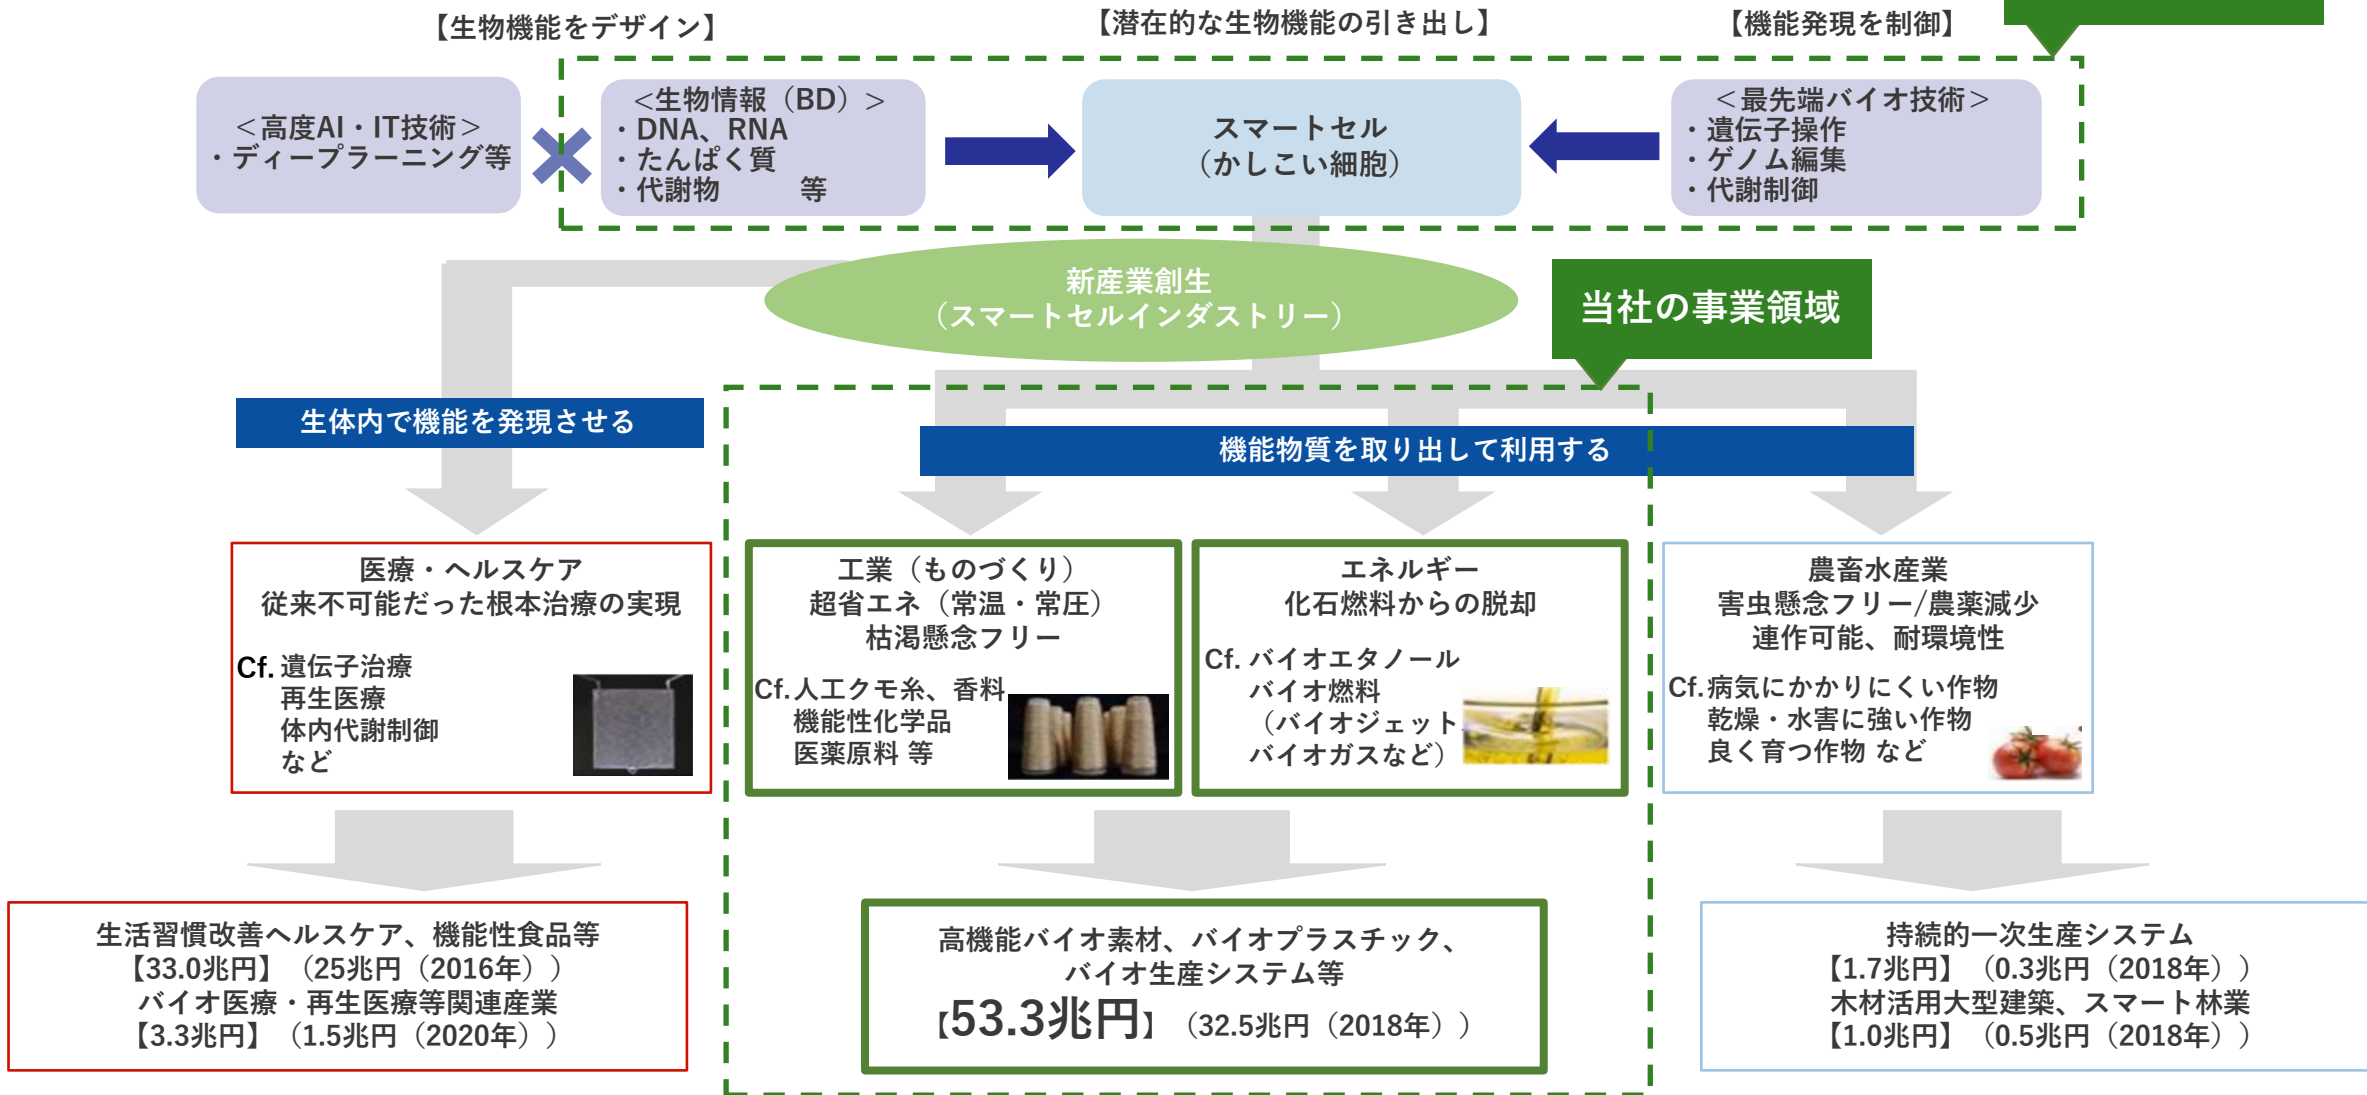 【生物機能をデザイン】
【潜在的な生物機能の引き出し】
【機能発現を制御】
＜高度AI・IT技術＞
・ディープラーニング等
＜生物情報（BD）＞
・DNA、RNA
・たんぱく質
・代謝物　　　等
スマートセル
（かしこい細胞）
＜最先端バイオ技術＞
・遺伝子操作
・ゲノム編集
・代謝制御
新産業創生
（スマートセルインダストリー）
当社の事業領域
生体内で機能を発現させる
機能物質を取り出して利用する
医療・ヘルスケア
従来不可能だった根本治療の実現
Cf. 遺伝子治療
再生医療
体内代謝制御
など
工業（ものづくり）
超省エネ（常温・常圧）
枯渇懸念フリー
Cf. 人工クモ糸、香料
機能性化学品
医薬原料 等
エネルギー
化石燃料からの脱却
Cf. バイオエタノール
バイオ燃料
（バイオジェット
バイオガスなど）
農畜水産業
害虫懸念フリー/農薬減少
連作可能、耐環境性
Cf. 病気にかかりにくい作物
乾燥・水害に強い作物
良く育つ作物 など
生活習慣改善ヘルスケア、機能性食品等
【33.0兆円】（25兆円（2016年））
バイオ医療・再生医療等関連産業
【3.3兆円】（1.5兆円（2020年））
高機能バイオ素材、バイオプラスチック、
バイオ生産システム等
【53.3兆円】（32.5兆円（2018年））
持続的一次生産システム
【1.7兆円】（0.3兆円（2018年））
木材活用大型建築、スマート林業
【1.0兆円】（0.5兆円（2018年））